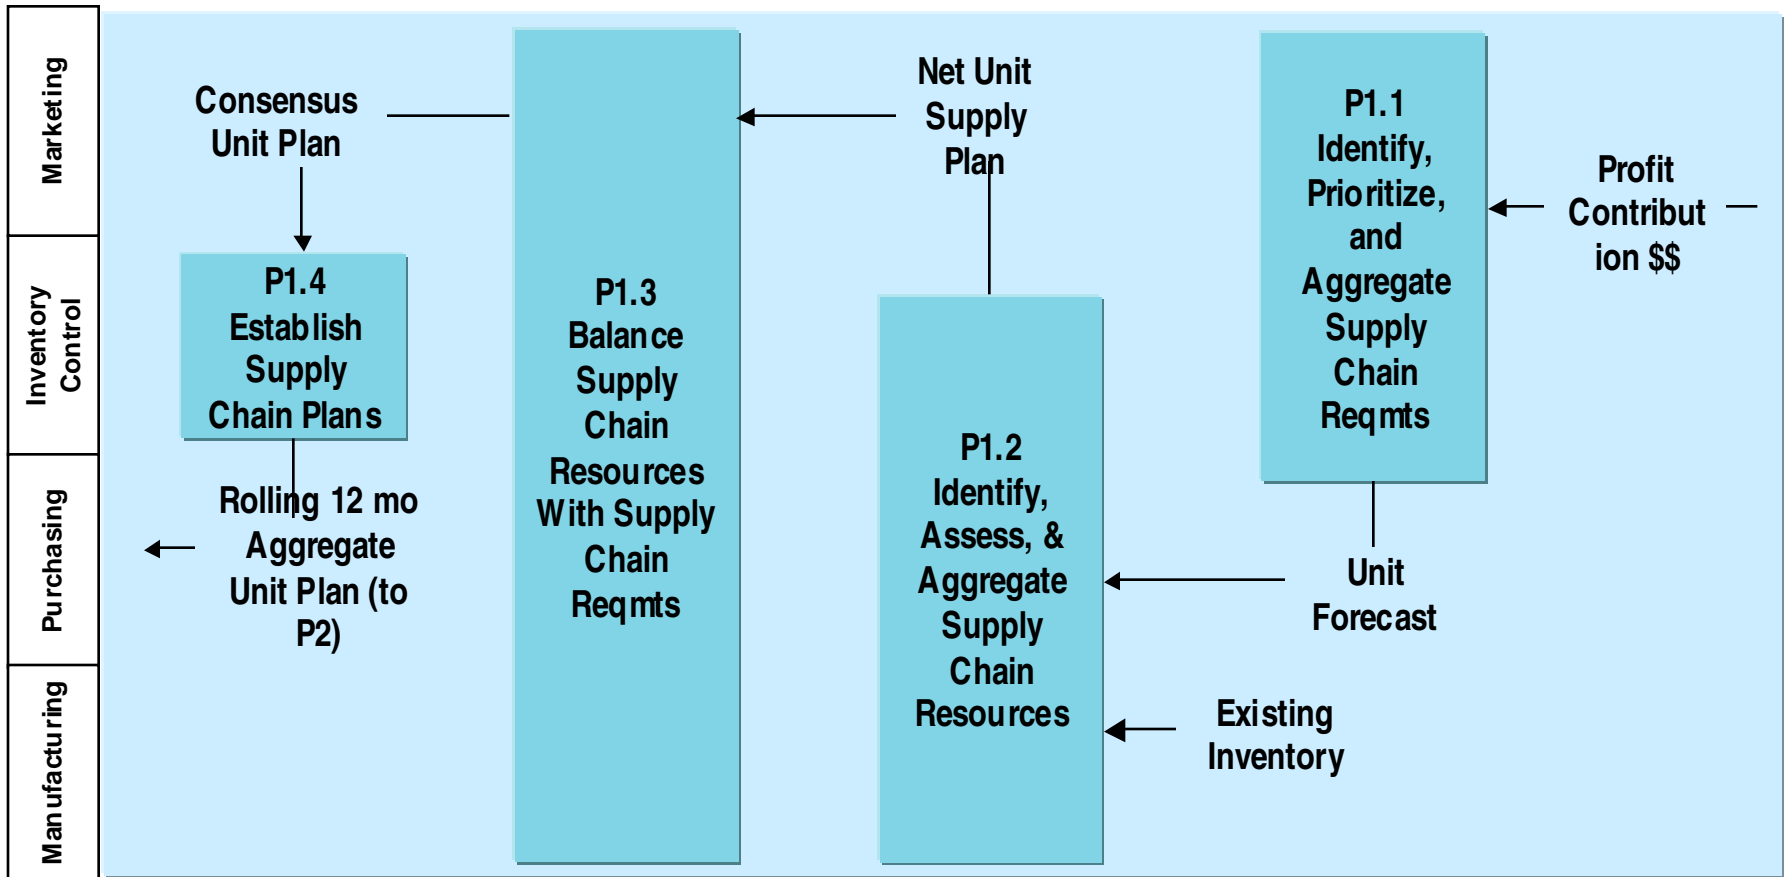 Marketing
Inventory
Control
Purchasing
Manufacturing
Consensus
Unit Plan
P1.4
Establish
Supply
Chain Plans
Rolling 12 mo
Aggregate
Unit Plan (to
P2)
P1.3
Balance
Supply
Chain
Resources
With Supply
Chain
Reqmts
Net Unit
Supply
Plan
P1.2
Identify,
Assess, &
Aggregate
Supply
Chain
Resources
P1.1
Identify,
Prioritize,
and
Aggregate
Supply
Chain
Reqmts
Unit
Forecast
Existing
Inventory
Profit
Contribut
ion $$